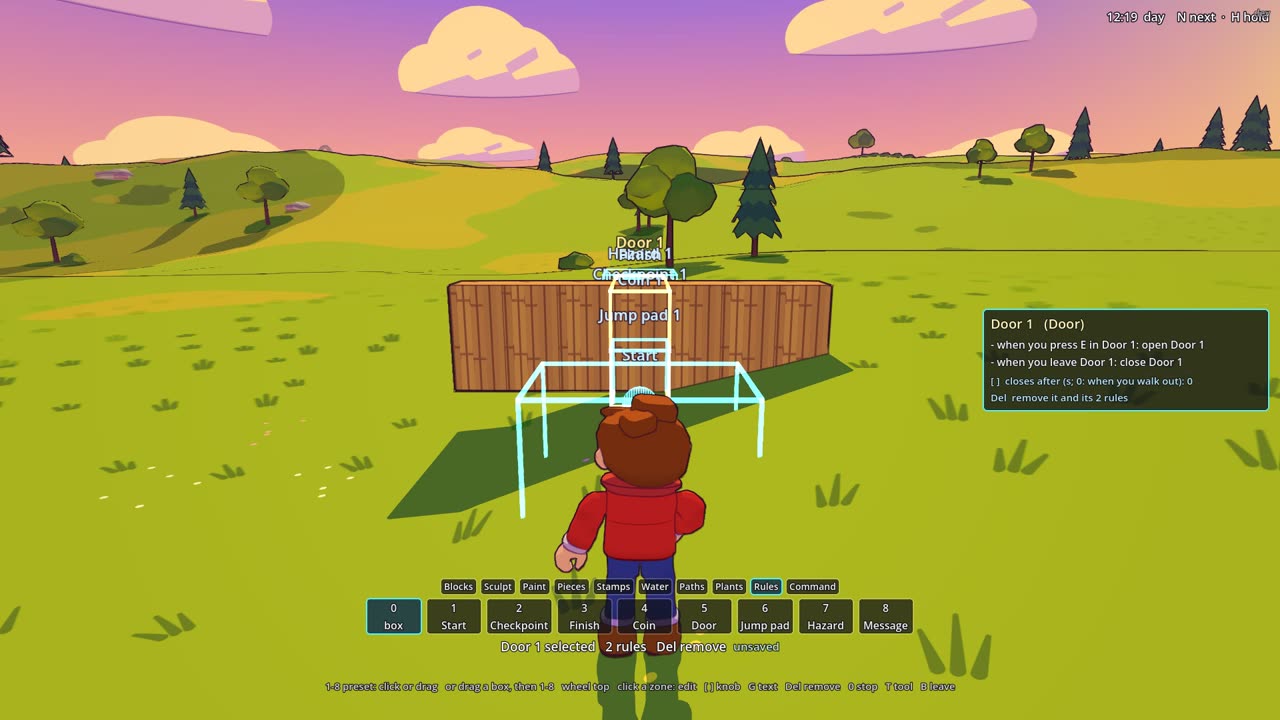 12:19 day N next · H hold
Door 1
Finish
Checkpoint 1
Coin 1
Jump pad 1
Start
Door 1 (Door)
- when you press E in Door 1: open Door 1
- when you leave Door 1: close Door 1
[ ] closes after (s; 0: when you walk out): 0
Del remove it and its 2 rules
Blocks Sculpt Paint Pieces Stamps Water Paths Plants Rules Command
0 1 2 3 4 5 6 7 8
box Start Checkpoint Finish Coin Door Jump pad Hazard Message
Door 1 selected 2 rules Del remove unsaved
1-8 preset: click or drag or drag a box, then 1-8 wheel top click a zone: edit [ ] knob G text Del remove 0 stop T tool B leave